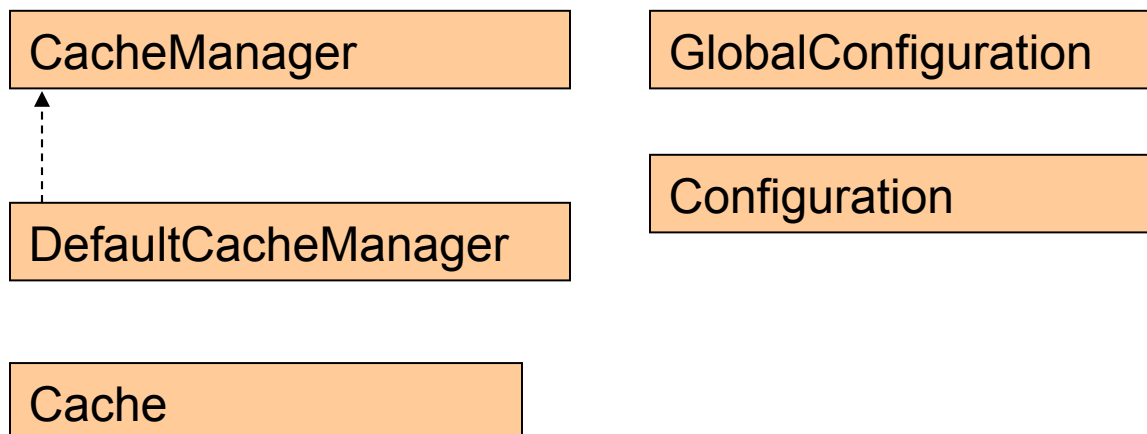 CacheManager
GlobalConfiguration
Configuration
DefaultCacheManager
Cache